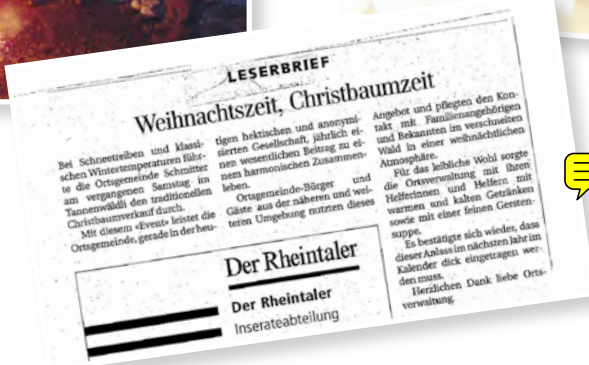 LESERBRIEF
Weihnachtszeit, Christbaumzeit
Bei Schneetreiben und klassi-
schen Wintertemperaturen führ-
te die Ortsgemeinde Schmitter
am vergangenen Samstag im
Tannenwäldli den traditionellen
Christbaumverkauf durch.
Mit diesem «Event» leistet die
Ortsgemeinde, gerade in der heu-
tigen hektischen und anonymi-
sierten Gesellschaft, jährlich ei-
nen wesentlichen Beitrag zu ei-
nem harmonischen Zusammen-
leben.
Ortsgemeinde-Bürger und
Gäste aus der näheren und wei-
teren Umgebung nutzten dieses
Angebot und pflegten den Kon-
takt mit Familienangehörigen
und Bekannten im verschneiten
Wald in einer weihnächtlichen
Atmosphäre.
Für das leibliche Wohl sorgte
die Ortsverwaltung mit ihren
Helferinnen und Helfern mit
warmen und kalten Getränken
sowie mit einer feinen Gersten-
suppe.
Es bestätigte sich wieder, dass
dieser Anlass im nächsten Jahr im
Kalender dick eingetragen wer-
den muss.
Herzlichen Dank liebe Orts-
verwaltung.
Der Rheintaler
Der Rheintaler
Inserateabteilung